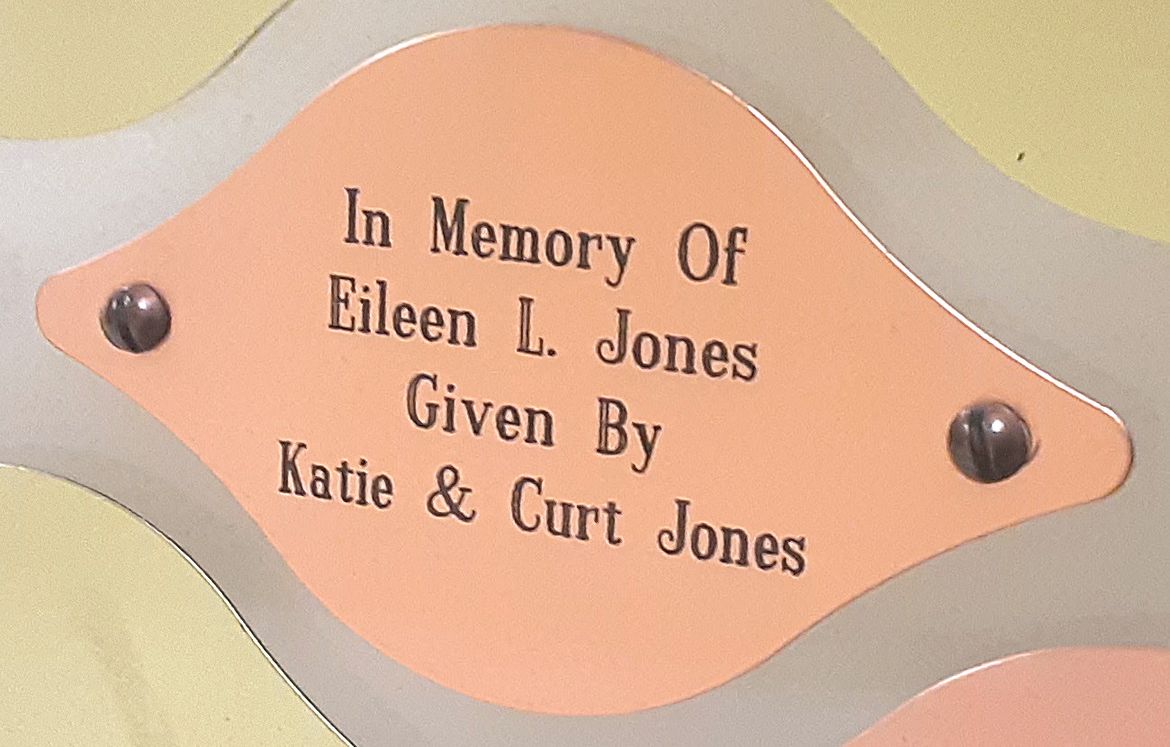 In Memory Of
Eileen L. Jones
Given By
Katie & Curt Jones